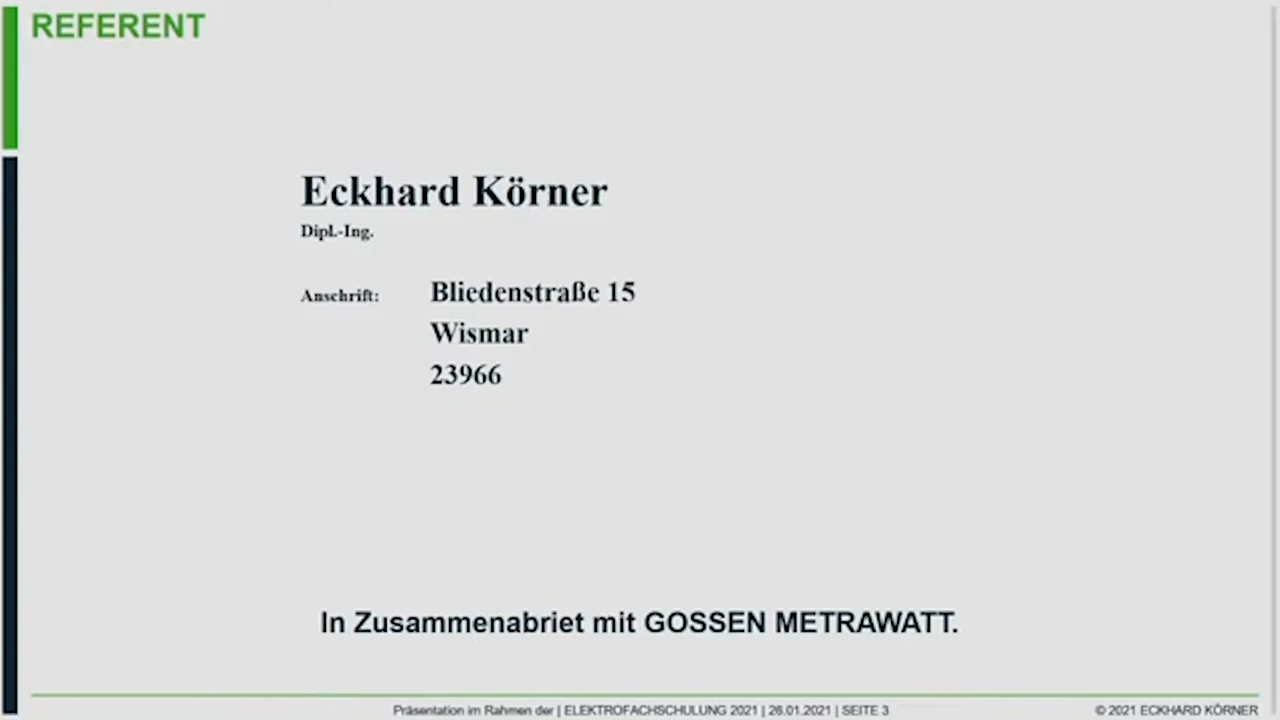 REFERENT
Eckhard Körner
Dipl.-Ing.
Anschrift: Bliedenstraße 15
Wismar
23966
In Zusammenabriet mit GOSSEN METRAWATT.
Präsentation im Rahmen der | ELEKTROFACHSCHULUNG 2021 | 26.01.2021 | SEITE 3
© 2021 ECKHARD KÖRNER